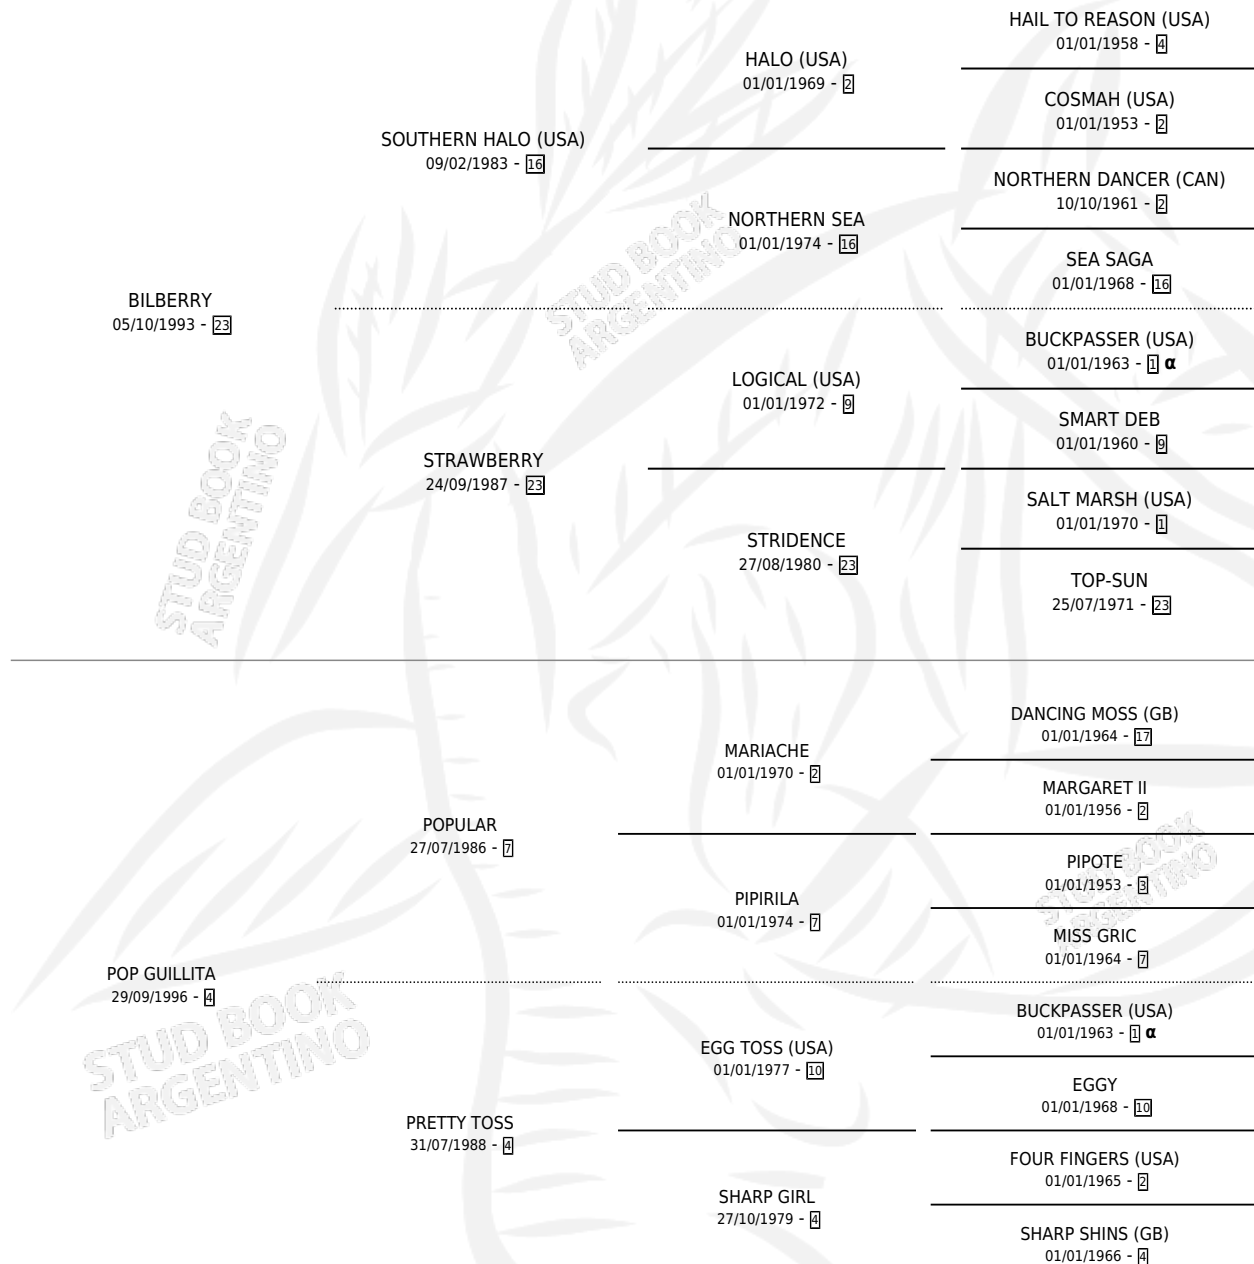 HAIL TO REASON (USA)
01/01/1958 - 4
HALO (USA)
01/01/1969 - 2
COSMAH (USA)
01/01/1953 - 2
SOUTHERN HALO (USA)
09/02/1983 - 16
NORTHERN DANCER (CAN)
10/10/1961 - 2
NORTHERN SEA
01/01/1974 - 16
SEA SAGA
01/01/1968 - 16
STUD BOOK
ARGENTINO
BILBERRY
05/10/1993 - 23
BUCKPASSER (USA)
01/01/1963 - 1 α
LOGICAL (USA)
01/01/1972 - 9
SMART DEB
01/01/1960 - 9
STRAWBERRY
24/09/1987 - 23
SALT MARSH (USA)
01/01/1970 - 1
STRIDENCE
27/08/1980 - 23
TOP-SUN
25/07/1971 - 23
STUD BOOK
ARGENTINO
DANCING MOSS (GB)
01/01/1964 - 17
MARIACHE
01/01/1970 - 2
MARGARET II
01/01/1956 - 2
POPULAR
27/07/1986 - 7
PIPOTE
01/01/1953 - 3
PIPIRILA
01/01/1974 - 7
MISS GRIC
01/01/1964 - 7
STUD BOOK
ARGENTINO
POP GUILLITA
29/09/1996 - 4
STUD BOOK
ARGENTINO
BUCKPASSER (USA)
01/01/1963 - 1 α
EGG TOSS (USA)
01/01/1977 - 10
EGGY
01/01/1968 - 10
PRETTY TOSS
31/07/1988 - 4
FOUR FINGERS (USA)
01/01/1965 - 2
SHARP GIRL
27/10/1979 - 4
SHARP SHINS (GB)
01/01/1966 - 4